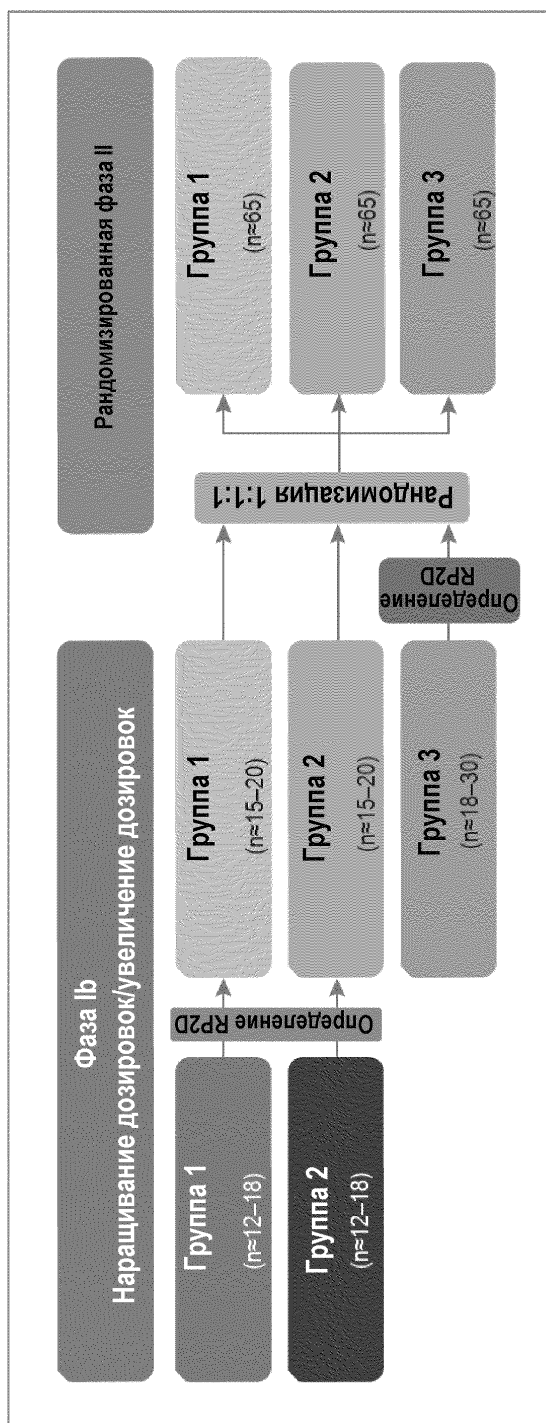 Фаза Ib
Наращивание дозировок/увеличение дозировок
Рандомизированная фаза II
Группа 1
(n≈12–18)
Группа 2
(n≈12–18)
Определение RP2D
Группа 1
(n≈15–20)
Группа 2
(n≈15–20)
Группа 3
(n≈18–30)
Определение
RP2D
Рандомизация 1:1:1
Группа 1
(n≈65)
Группа 2
(n≈65)
Группа 3
(n≈65)